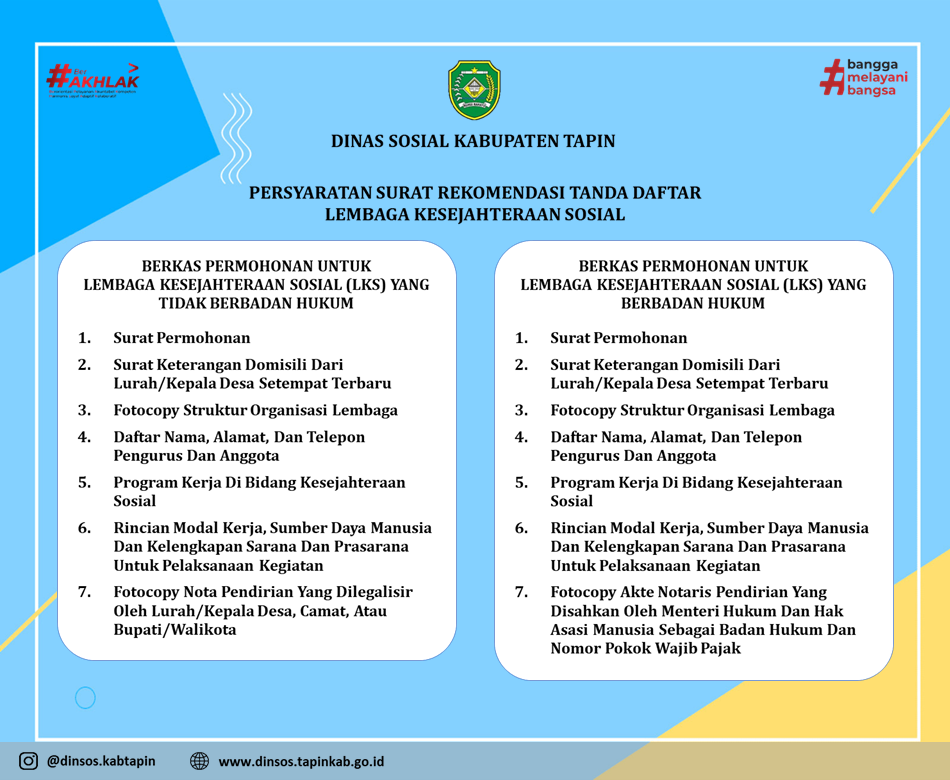 #AKHLAK
bangga
#melayani
bangsa
DINAS SOSIAL KABUPATEN TAPIN
PERSYARATAN SURAT REKOMENDASI TANDA DAFTAR
LEMBAGA KESEJAHTERAAN SOSIAL
BERKAS PERMOHONAN UNTUK
LEMBAGA KESEJAHTERAAN SOSIAL (LKS) YANG
TIDAK BERBADAN HUKUM
1. Surat Permohonan
2. Surat Keterangan Domisili Dari
Lurah/Kepala Desa Setempat Terbaru
3. Fotocopy Struktur Organisasi Lembaga
4. Daftar Nama, Alamat, Dan Telepon
Pengurus Dan Anggota
5. Program Kerja Di Bidang Kesejahteraan
Sosial
6. Rincian Modal Kerja, Sumber Daya Manusia
Dan Kelengkapan Sarana Dan Prasarana
Untuk Pelaksanaan Kegiatan
7. Fotocopy Nota Pendirian Yang Dilegalisir
Oleh Lurah/Kepala Desa, Camat, Atau
Bupati/Walikota
BERKAS PERMOHONAN UNTUK
LEMBAGA KESEJAHTERAAN SOSIAL (LKS) YANG
BERBADAN HUKUM
1. Surat Permohonan
2. Surat Keterangan Domisili Dari
Lurah/Kepala Desa Setempat Terbaru
3. Fotocopy Struktur Organisasi Lembaga
4. Daftar Nama, Alamat, Dan Telepon
Pengurus Dan Anggota
5. Program Kerja Di Bidang Kesejahteraan
Sosial
6. Rincian Modal Kerja, Sumber Daya Manusia
Dan Kelengkapan Sarana Dan Prasarana
Untuk Pelaksanaan Kegiatan
7. Fotocopy Akte Notaris Pendirian Yang
Disahkan Oleh Menteri Hukum Dan Hak
Asasi Manusia Sebagai Badan Hukum Dan
Nomor Pokok Wajib Pajak
@dinsos.kabtapin
www.dinsos.tapinkab.go.id